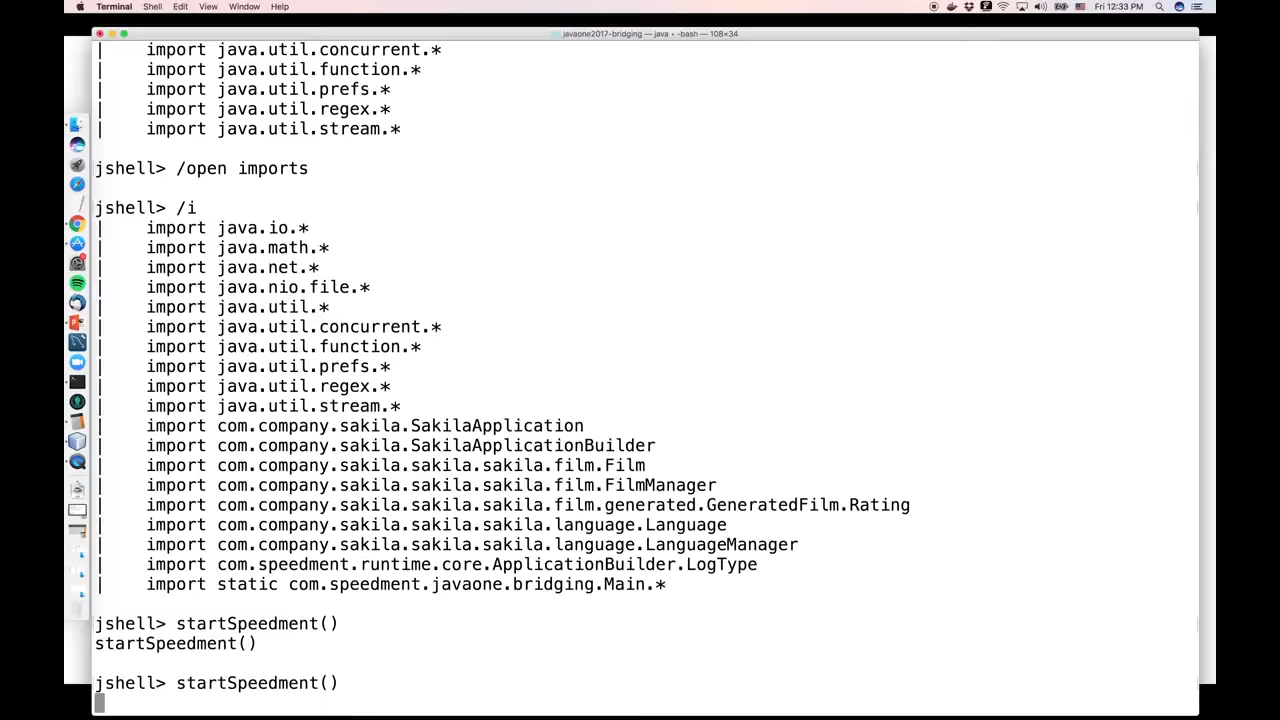 Terminal Shell Edit View Window Help Fri 12:33 PM
javaone2017-bridging — java • -bash — 108×34
| import java.util.concurrent.*
| import java.util.function.*
| import java.util.prefs.*
| import java.util.regex.*
| import java.util.stream.*
jshell> /open imports
jshell> /i
| import java.io.*
| import java.math.*
| import java.net.*
| import java.nio.file.*
| import java.util.*
| import java.util.concurrent.*
| import java.util.function.*
| import java.util.prefs.*
| import java.util.regex.*
| import java.util.stream.*
| import com.company.sakila.SakilaApplication
| import com.company.sakila.SakilaApplicationBuilder
| import com.company.sakila.sakila.sakila.film.Film
| import com.company.sakila.sakila.sakila.film.FilmManager
| import com.company.sakila.sakila.sakila.film.generated.GeneratedFilm.Rating
| import com.company.sakila.sakila.sakila.language.Language
| import com.company.sakila.sakila.sakila.language.LanguageManager
| import com.speedment.runtime.core.ApplicationBuilder.LogType
| import static com.speedment.javaone.bridging.Main.*
jshell> startSpeedment()
startSpeedment()
jshell> startSpeedment()